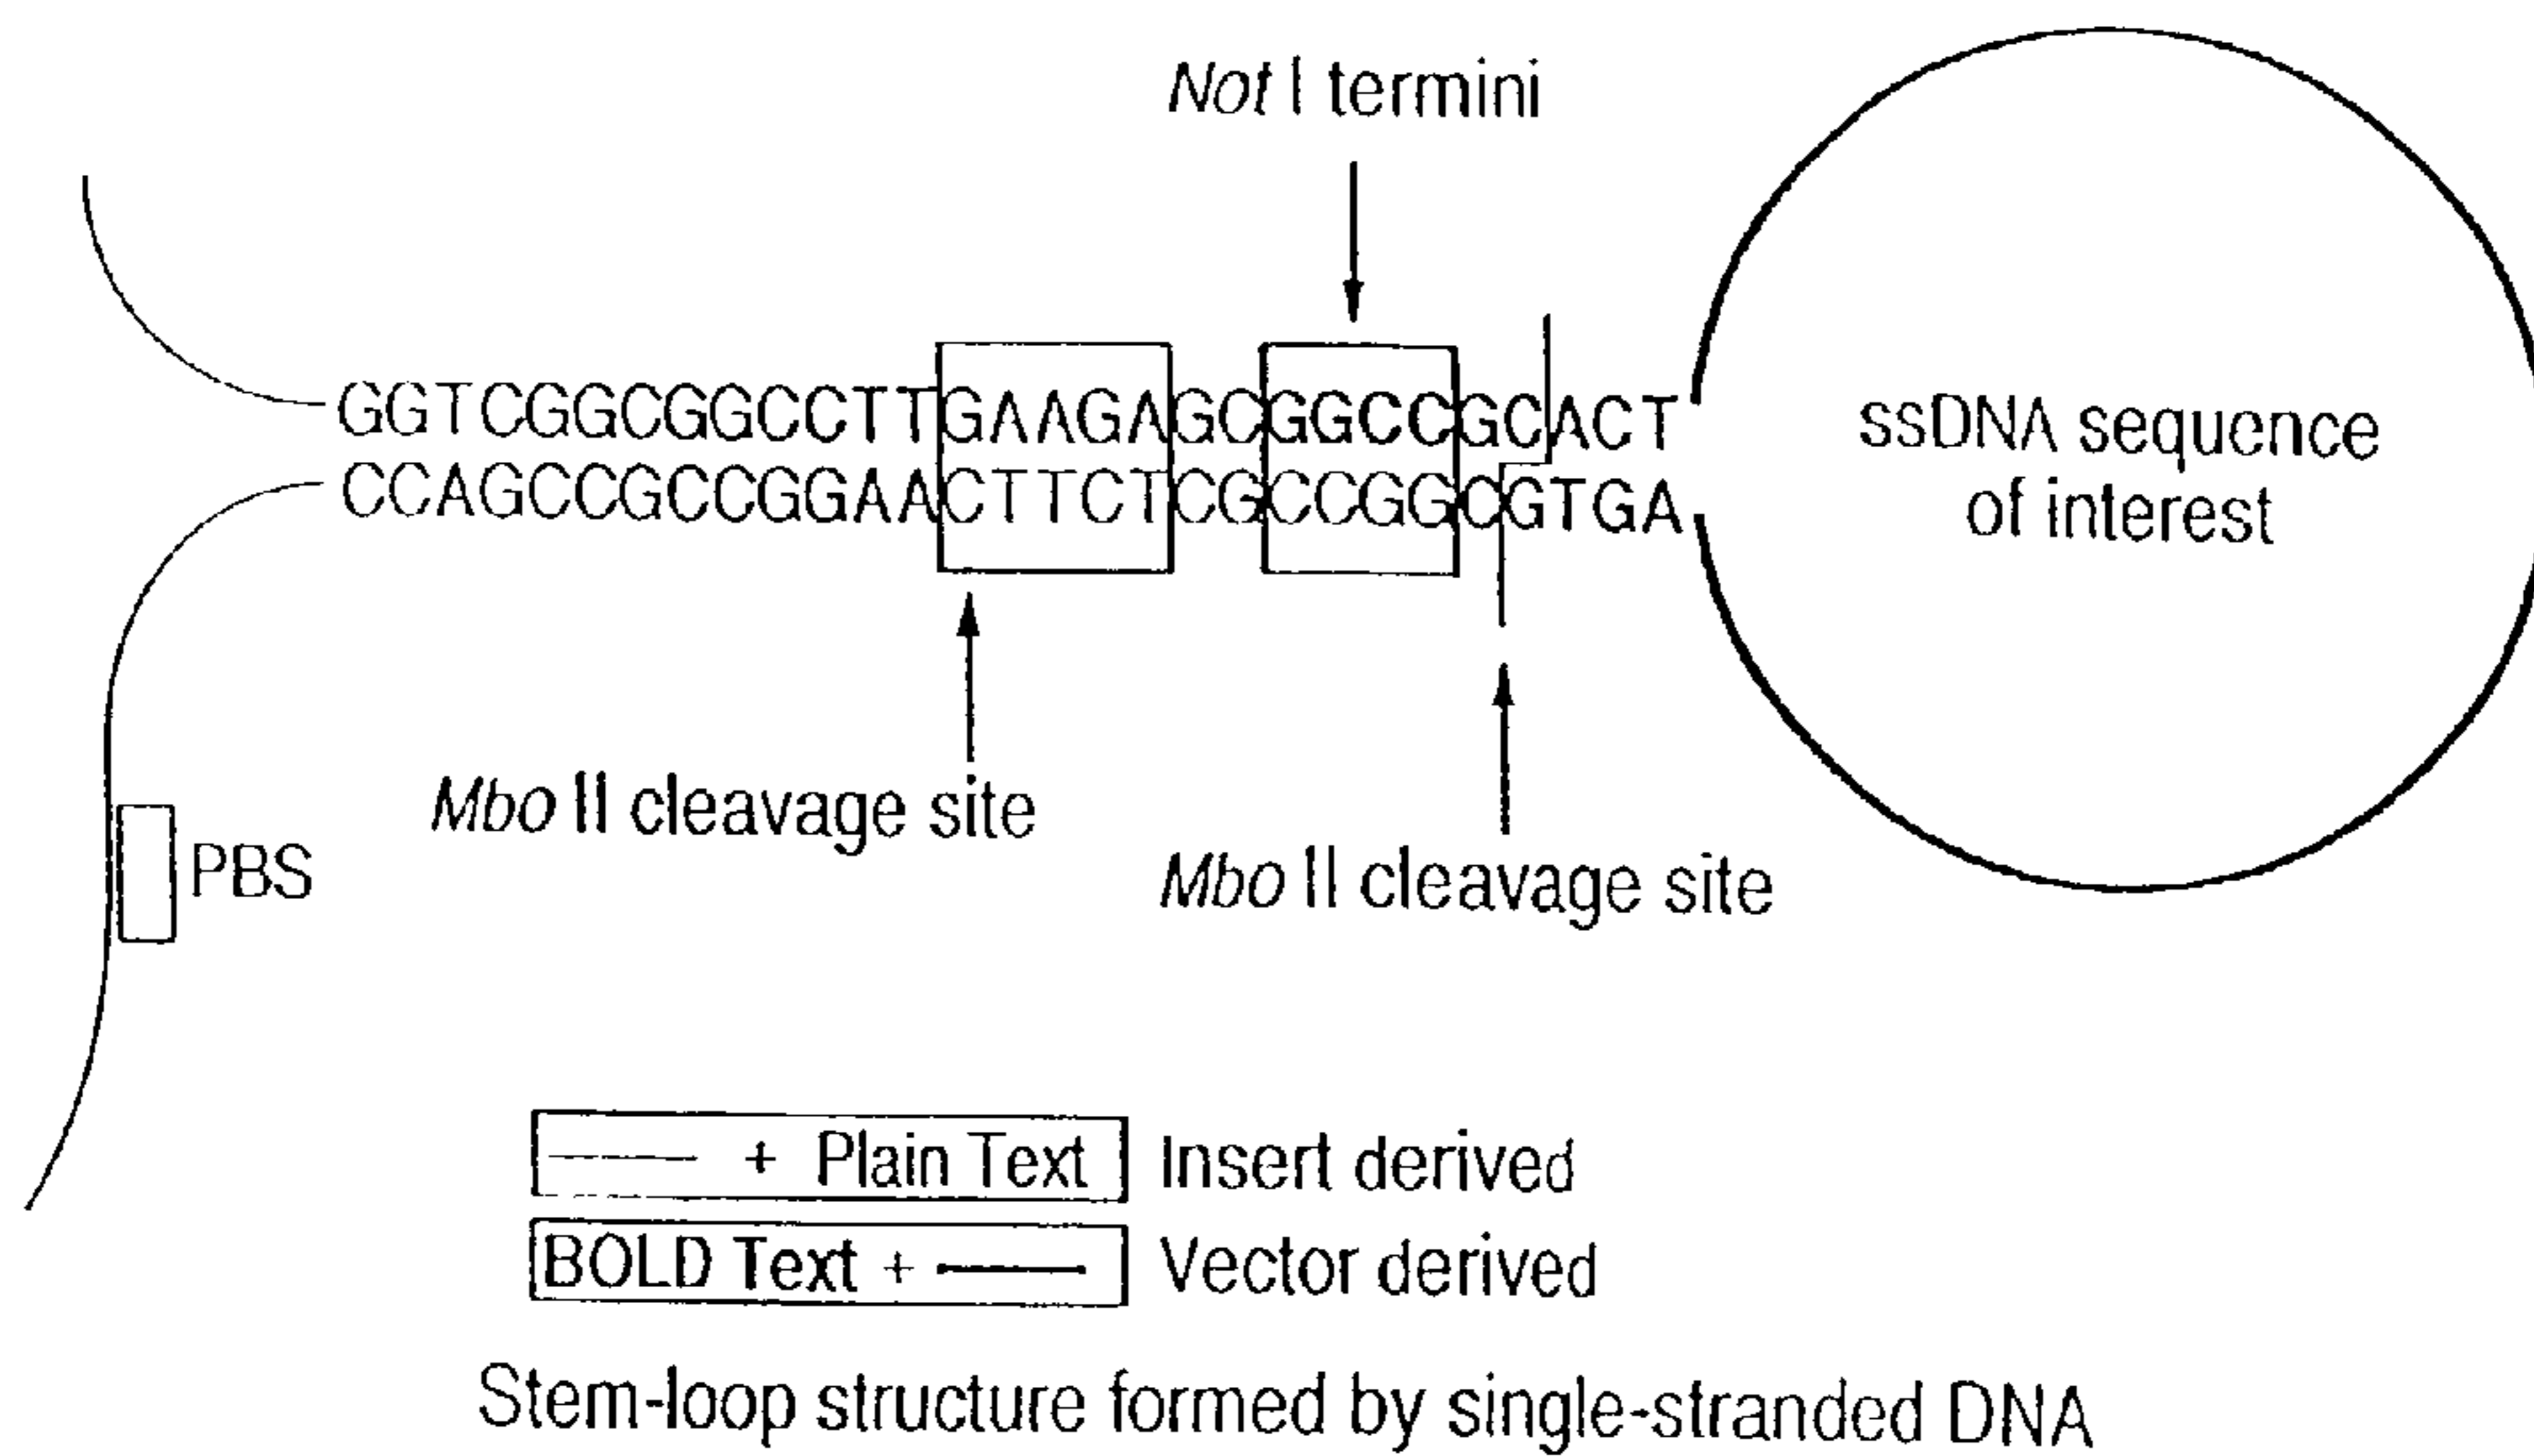 Not I termini
GGTCGGCGGCCTTGAAGAGCGGCCGCACT
CCAGCCGCCGGAACTTCTCGCCGGCGTGA
ssDNA sequence
of interest
Mbo II cleavage site
PBS
Mbo II cleavage site
+ Plain Text
Insert derived
BOLD Text +
Vector derived
Stem-loop structure formed by single-stranded DNA